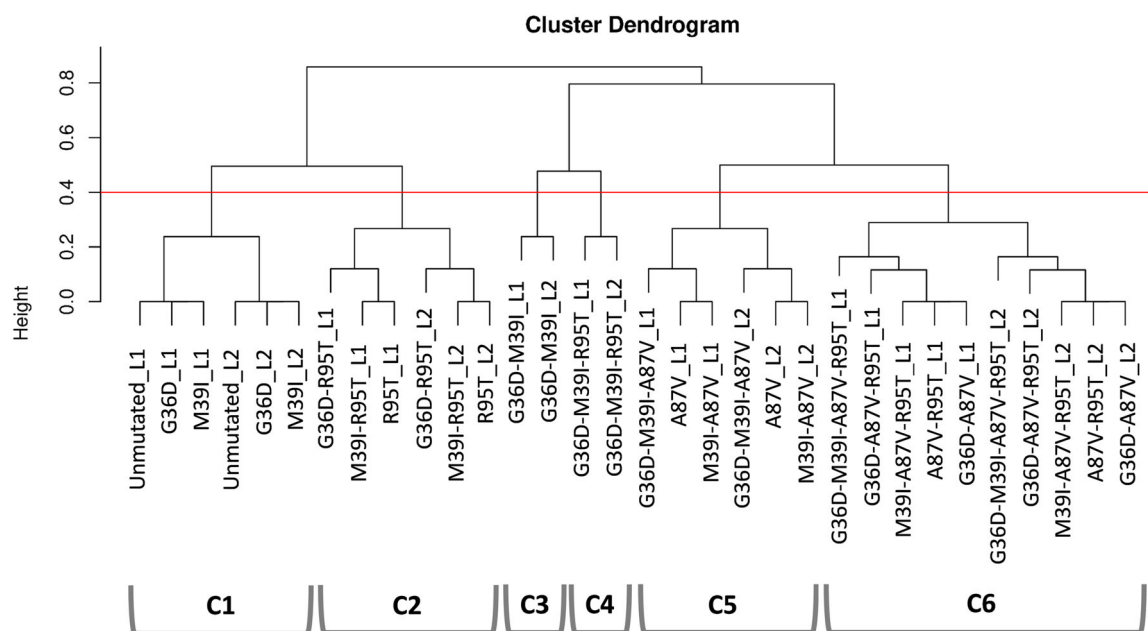 Cluster Dendrogram
Height
0.8
0.6
0.4
0.2
0.0
Unmutated_L1
G36D_L1
M39I_L1
Unmutated_L2
G36D_L2
M39I_L2
G36D-R95T_L1
M39I-R95T_L1
R95T_L1
G36D-R95T_L2
M39I-R95T_L2
R95T_L2
G36D-M39I_L1
G36D-M39I_L2
G36D-M39I-R95T_L1
G36D-M39I-R95T_L2
G36D-M39I-A87V_L1
A87V_L1
M39I-A87V_L1
G36D-M39I-A87V_L2
A87V_L2
M39I-A87V_L2
G36D-M39I-A87V-R95T_L1
G36D-A87V-R95T_L1
M39I-A87V-R95T_L1
A87V-R95T_L1
G36D-A87V_L1
G36D-M39I-A87V-R95T_L2
G36D-A87V-R95T_L2
M39I-A87V-R95T_L2
A87V-R95T_L2
G36D-A87V_L2
C1
C2
C3
C4
C5
C6